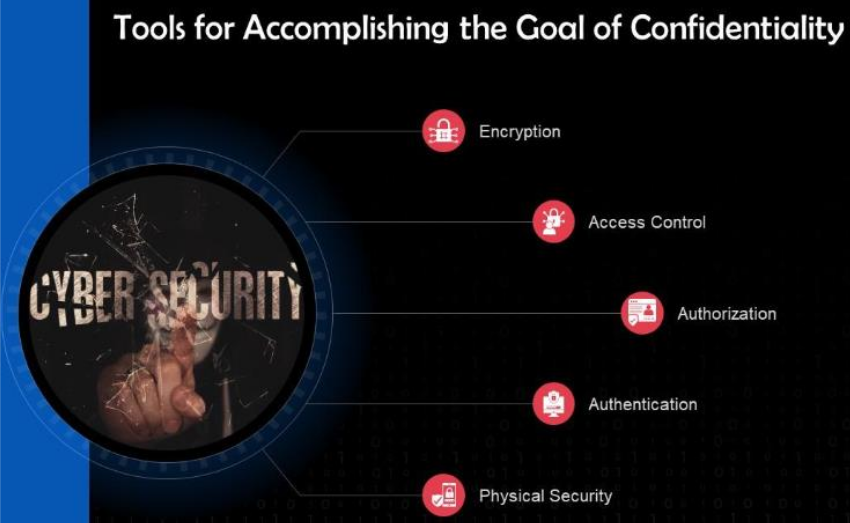 Tools for Accomplishing the Goal of Confidentiality
Encryption
Access Control
CYBER SECURITY
Authorization
Authentication
Physical Security